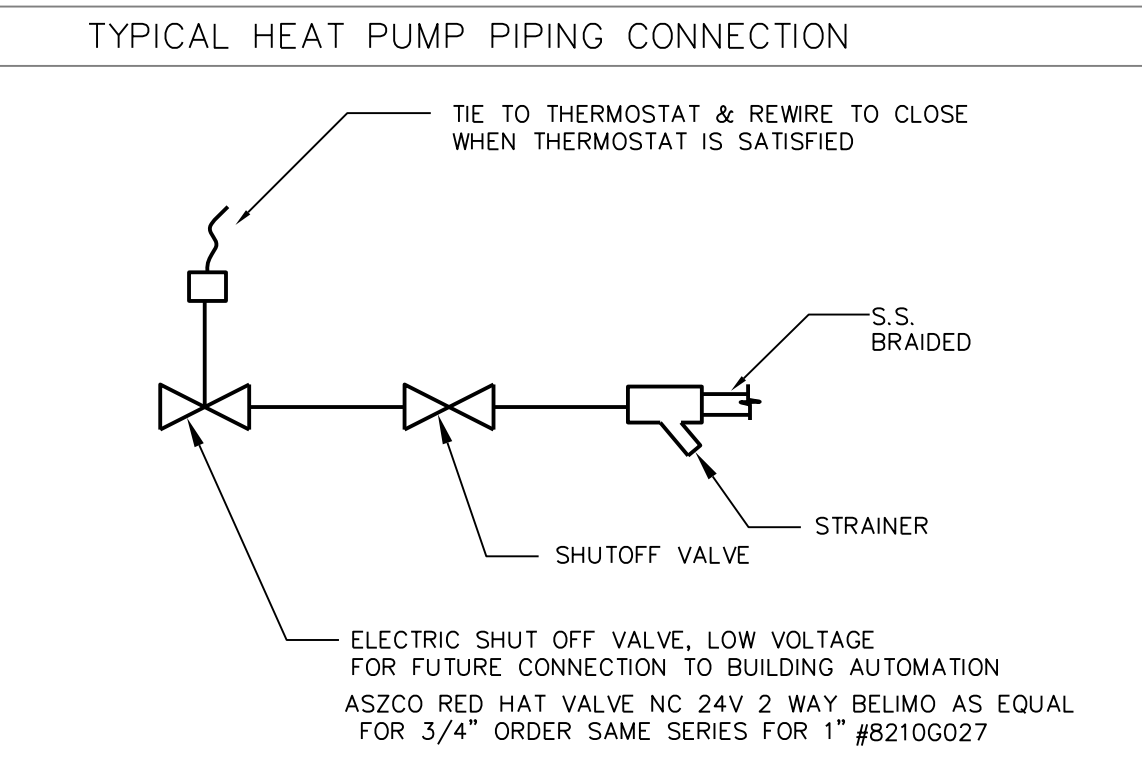 TYPICAL HEAT PUMP PIPING CONNECTION
TIE TO THERMOSTAT & REWIRE TO CLOSE
WHEN THERMOSTAT IS SATISFIED
S.S.
BRAIDED
STRAINER
SHUTOFF VALVE
ELECTRIC SHUT OFF VALVE, LOW VOLTAGE
FOR FUTURE CONNECTION TO BUILDING AUTOMATION
ASZCO RED HAT VALVE NC 24V 2 WAY BELIMO AS EQUAL
FOR 3/4" ORDER SAME SERIES FOR 1" #8210G027